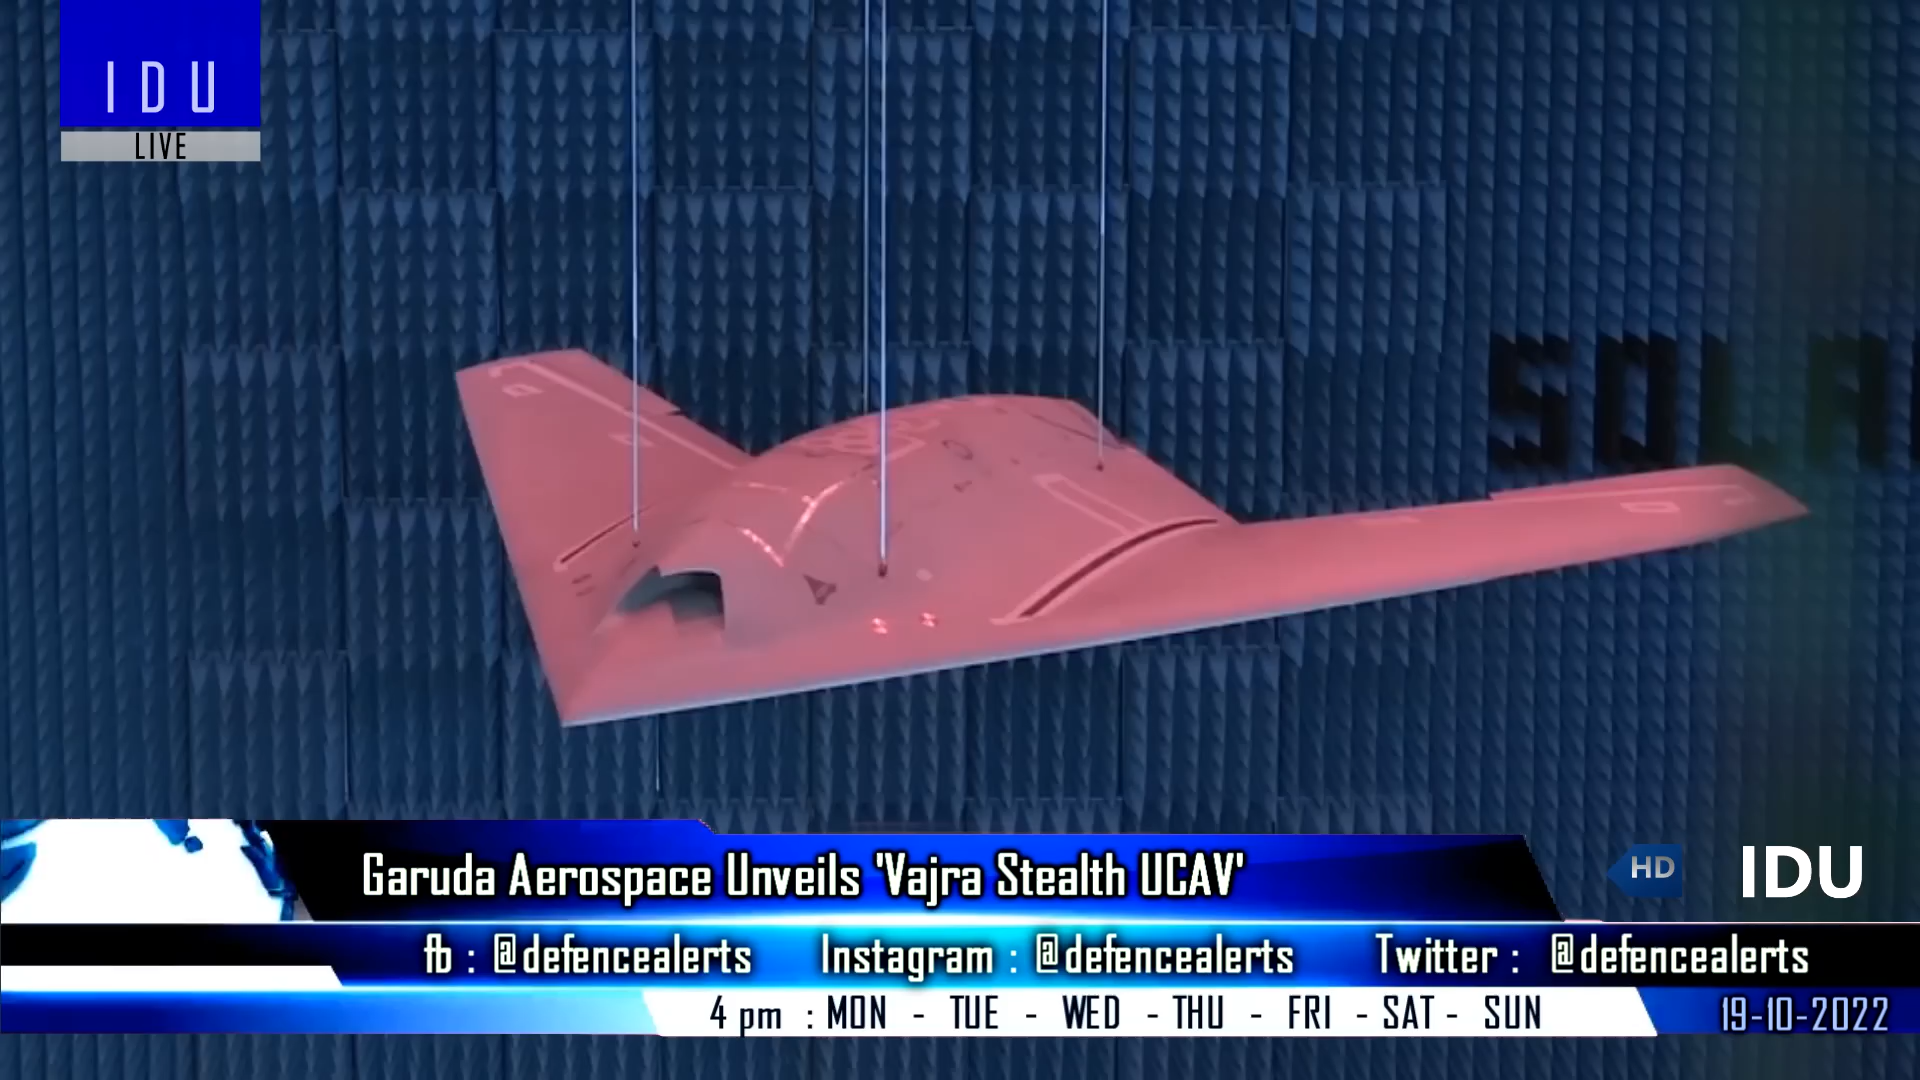 IDU
LIVE
SOLA
Garuda Aerospace Unveils 'Vajra Stealth UCAV'
HD
IDU
fb : @defencealerts Instagram : @defencealerts Twitter : @defencealerts
4 pm : MON - TUE - WED - THU - FRI - SAT - SUN
19-10-2022